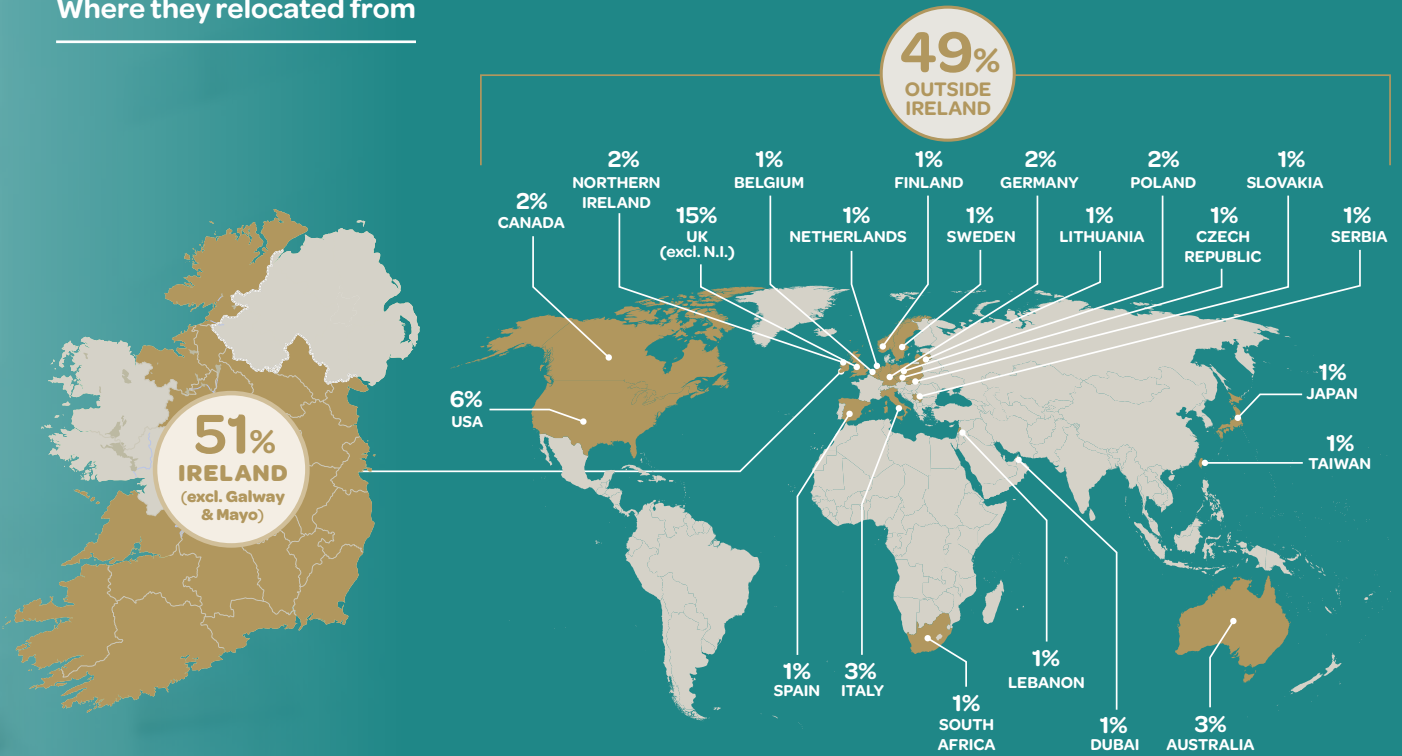 Where they relocated from
49%
OUTSIDE
IRELAND
2%
NORTHERN
IRELAND
1%
BELGIUM
1%
FINLAND
2%
GERMANY
2%
POLAND
1%
SLOVAKIA
2%
CANADA
15%
UK
(excl. N.I.)
1%
NETHERLANDS
1%
SWEDEN
1%
LITHUANIA
1%
CZECH
REPUBLIC
1%
SERBIA
51%
IRELAND
(excl. Galway
& Mayo)
6%
USA
1%
JAPAN
1%
TAIWAN
1%
SPAIN
3%
ITALY
1%
SOUTH
AFRICA
1%
LEBANON
1%
DUBAI
3%
AUSTRALIA